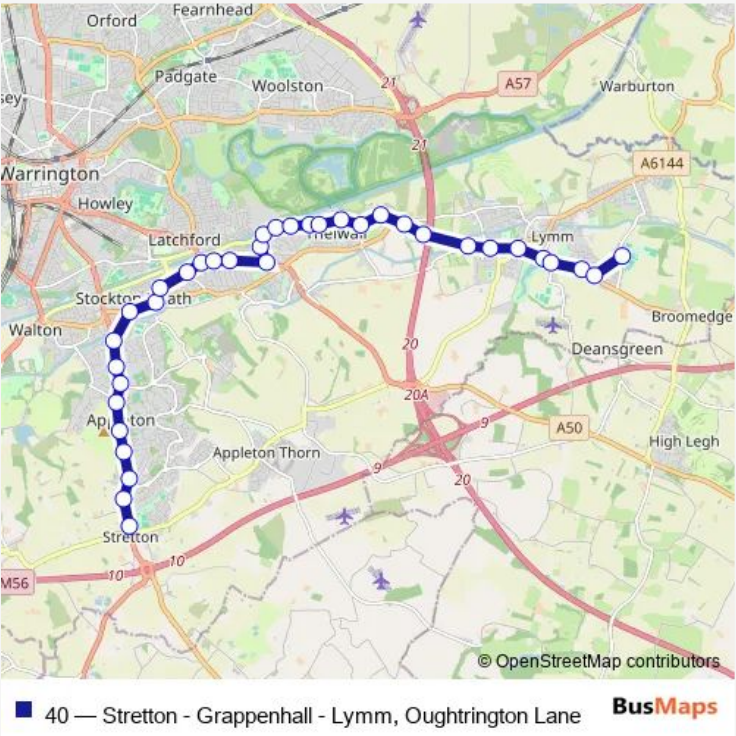 Fearnhead
Orford
Padgate
Woolston
21
A57
Warburton
sey
21
A6144
Warrington
Howley
Latchford
Thelwall
Lymm
Stockton Heath
Walton
Broomedge
Deansgreen
20
20A
Appleton
9
A50
High Legh
Appleton Thorn
9
20
Stretton
10
10
M56
© OpenStreetMap contributors
40 — Stretton - Grappenhall - Lymm, Oughtrington Lane
BusMaps